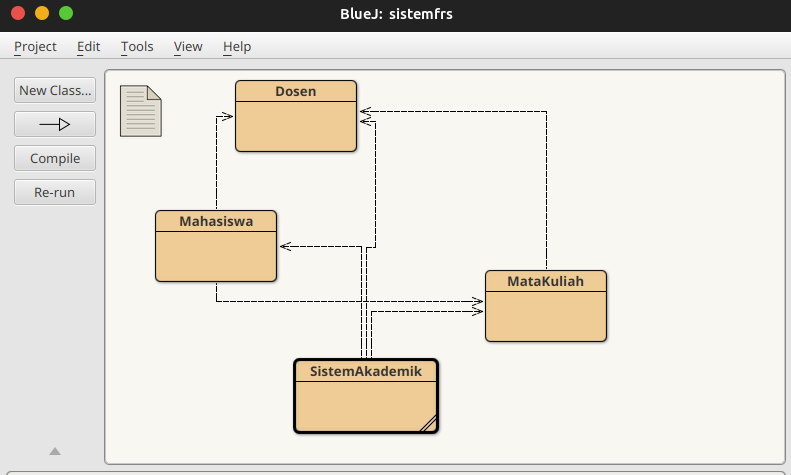 BlueJ: sistemfrs
Project Edit Tools View Help
New Class...
Compile
Re-run
Dosen
Mahasiswa
MataKuliah
SistemAkademik